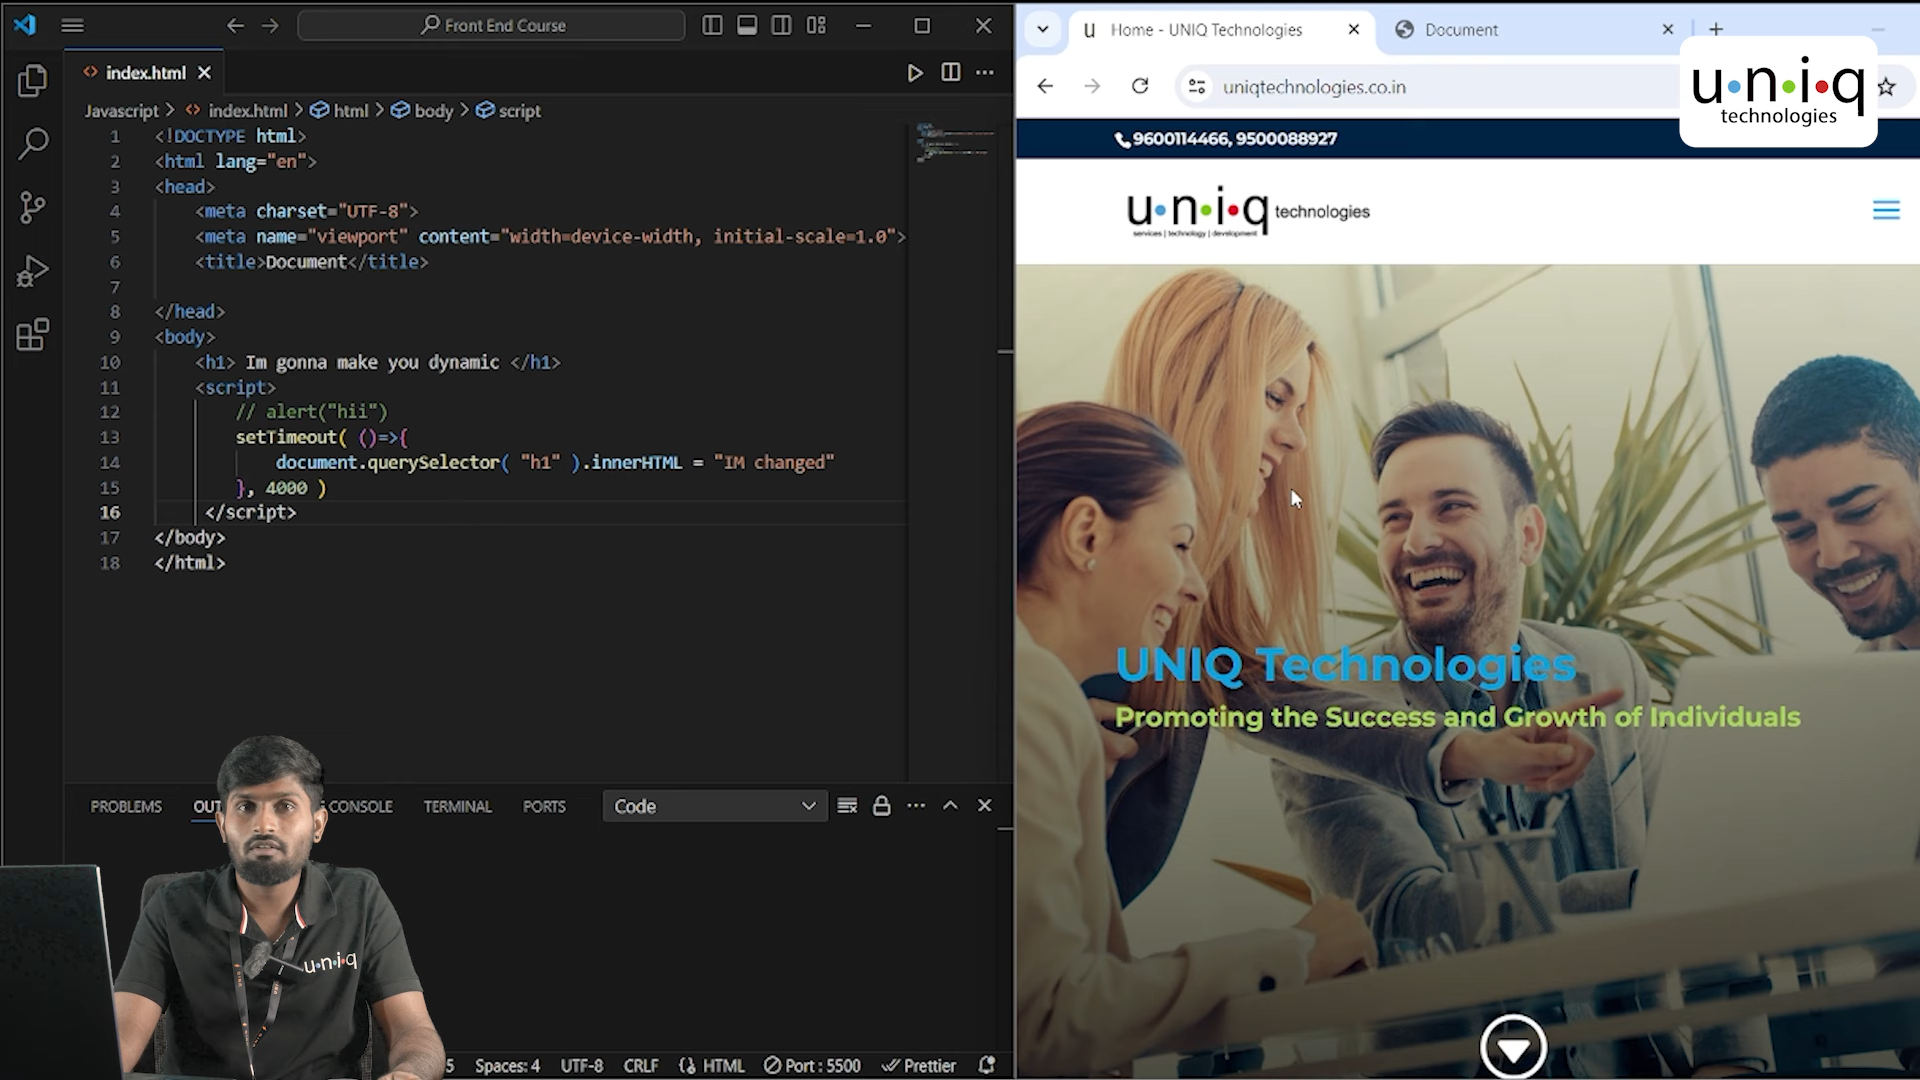 Front End Course
index.html
Javascript > index.html > html > body > script
1 <!DOCTYPE html>
2 <html lang="en">
3 <head>
4 <meta charset="UTF-8">
5 <meta name="viewport" content="width=device-width, initial-scale=1.0">
6 <title>Document</title>
7
8 </head>
9 <body>
10 <h1> Im gonna make you dynamic </h1>
11 <script>
12 // alert("hii")
13 setTimeout( ()=>{
14 document.querySelector( "h1" ).innerHTML = "IM changed"
15 }, 4000 )
16 </script>
17 </body>
18 </html>
PROBLEMS OUT CONSOLE TERMINAL PORTS Code
u·n·i·q
5 Spaces: 4 UTF-8 CRLF {} HTML Port : 5500 Prettier
u Home - UNIQ Technologies Document
uniqtechnologies.co.in
u·n·i·q
technologies
9600114466, 9500088927
u·n·i·q technologies
services | technology | development
UNIQ Technologies
Promoting the Success and Growth of Individuals